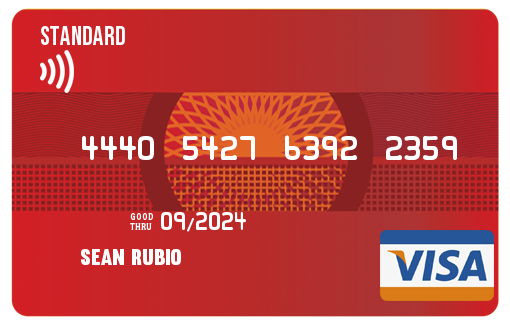 STANDARD
4440 5427 6392 2359
GOOD THRU 09/2024
SEAN RUBIO
VISA